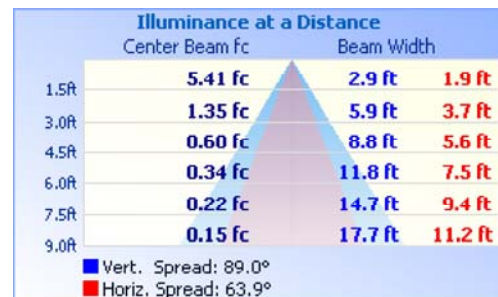 Illuminance at a Distance
Center Beam fc Beam Width
1.5ft 5.41 fc 2.9 ft 1.9 ft
3.0ft 1.35 fc 5.9 ft 3.7 ft
4.5ft 0.60 fc 8.8 ft 5.6 ft
6.0ft 0.34 fc 11.8 ft 7.5 ft
7.5ft 0.22 fc 14.7 ft 9.4 ft
9.0ft 0.15 fc 17.7 ft 11.2 ft
Vert. Spread: 89.0°
Horiz. Spread: 63.9°